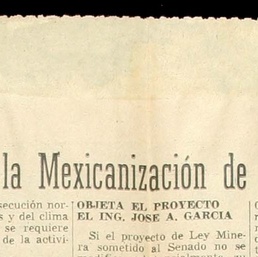 la Mexicanización de
secución nor-
s y del clima
se requiere
de la activi-
OBJETA EL PROYECTO
EL ING. JOSE A. GARCIA
Si el proyecto de Ley Mine-
ra sometido al Senado no se